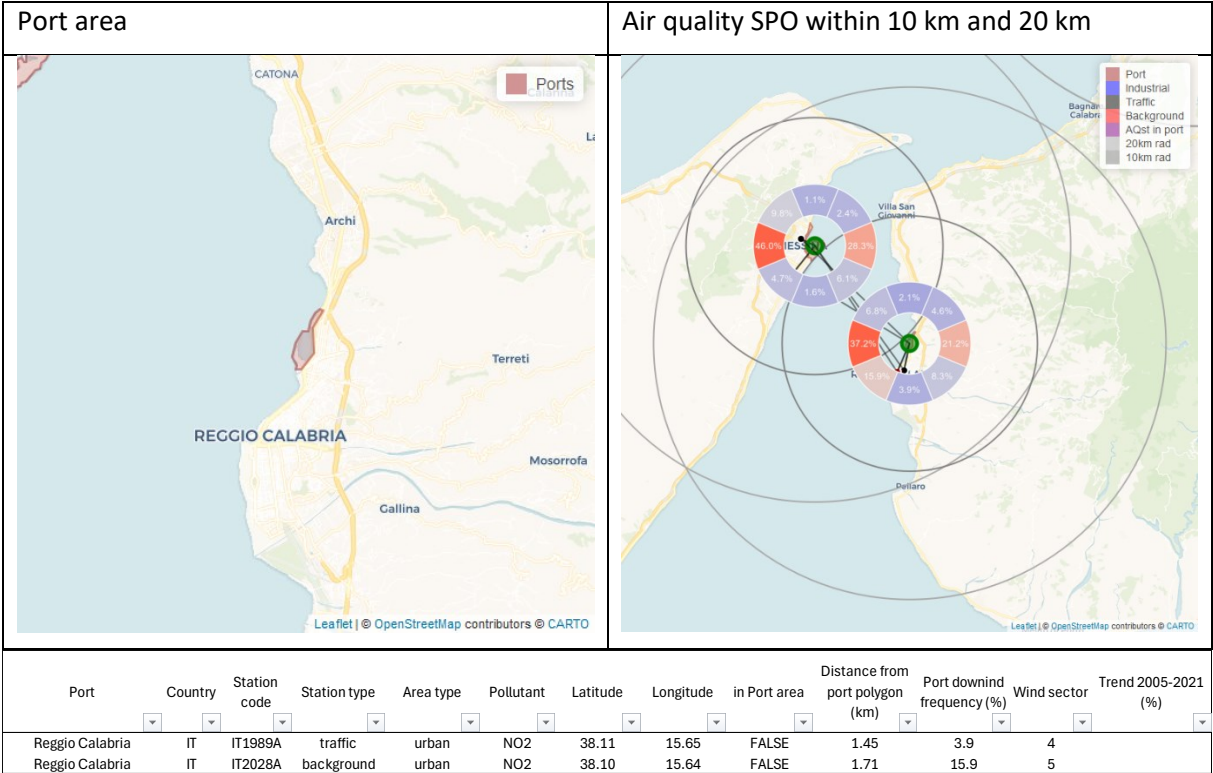 Port area
Air quality SPO within 10 km and 20 km
CATONA
Ports
Calanna
Archi
Terreti
REGGIO CALABRIA
Mosorrofa
Gallina
Leaflet | © OpenStreetMap contributors © CARTO
Port
Industrial
Traffic
Background
AQst in port
20km rad
10km rad
Bagnar
Calabr
Villa San
Giovanni
1.1%
9.8%
2.4%
46.0%
28.3%
4.7%
6.1%
1.6%
2.1%
6.8%
4.6%
37.2%
21.2%
15.9%
8.3%
3.9%
Pellaro
Leaflet | © OpenStreetMap contributors © CARTO
Port Country Station code Station type Area type Pollutant Latitude Longitude in Port area Distance from port polygon (km) Port downind frequency (%) Wind sector Trend 2005-2021 (%)
Reggio Calabria IT IT1989A traffic urban NO2 38.11 15.65 FALSE 1.45 3.9 4
Reggio Calabria IT IT2028A background urban NO2 38.10 15.64 FALSE 1.71 15.9 5